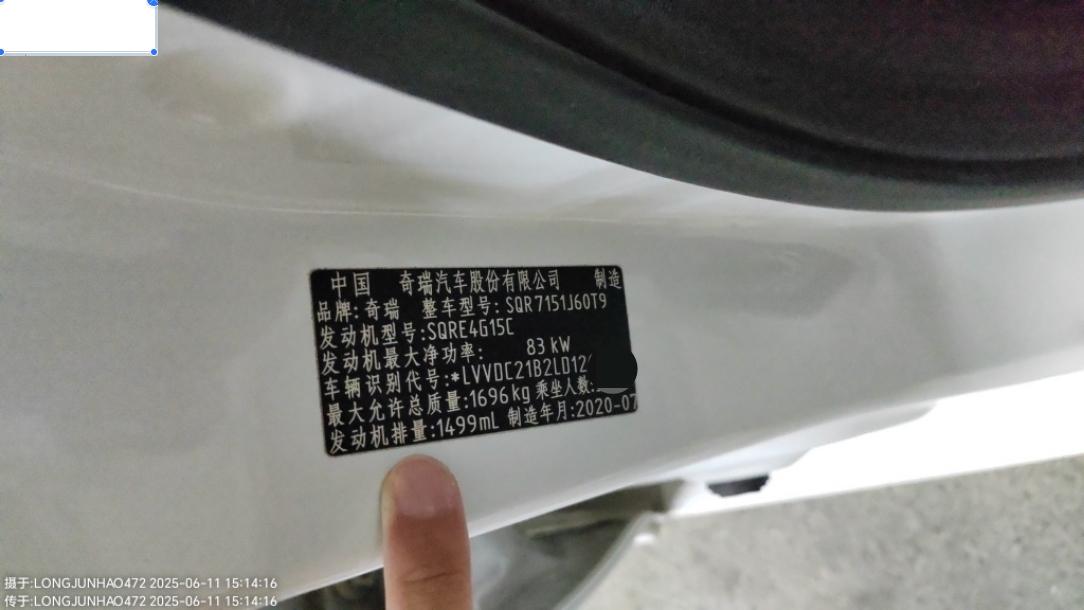 中国 奇瑞汽车股份有限公司 制造
品牌:奇瑞 整车型号:SQR7151J60T9
发动机型号:SQRE4G15C
发动机最大净功率: 83 kW
车辆识别代号:*LVVDC21B2LD12
最大允许总质量:1696kg 乘坐人数:
发动机排量:1499mL 制造年月:2020-07
摄于:LONGJUNHAO472 2025-06-11 15:14:16
传于:LONGJUNHAO472 2025-06-11 15:14:16